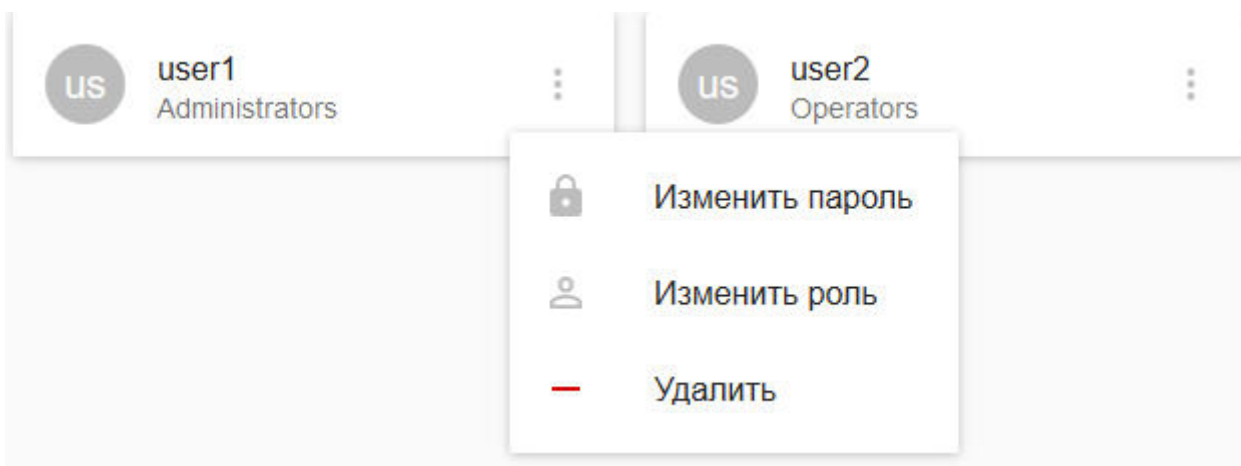 us
user1
Administrators
us
user2
Operators
Изменить пароль
Изменить роль
Удалить